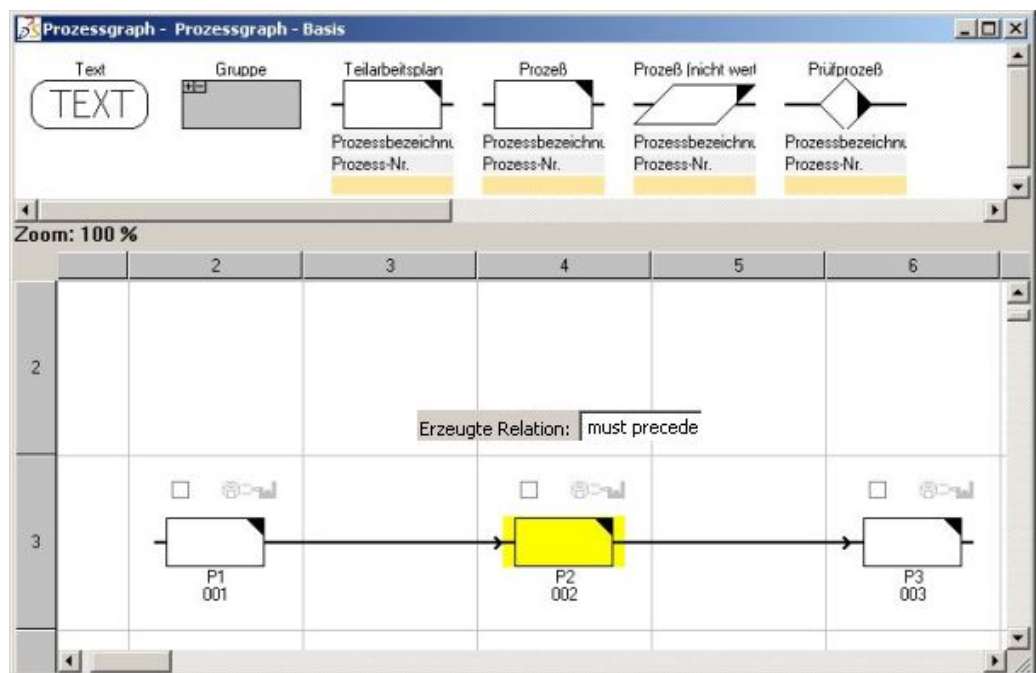 Prozessgraph - Prozessgraph - Basis
Text Gruppe Teilarbeitsplan Prozeß Prozeß (nicht wert Prüfprozeß
TEXT
Prozessbezeichnu Prozessbezeichnu Prozessbezeichnu Prozessbezeichnu
Prozess-Nr. Prozess-Nr. Prozess-Nr. Prozess-Nr.
Zoom: 100 %
2 3 4 5 6
2
Erzeugte Relation: must precede
3
P1 P2 P3
001 002 003